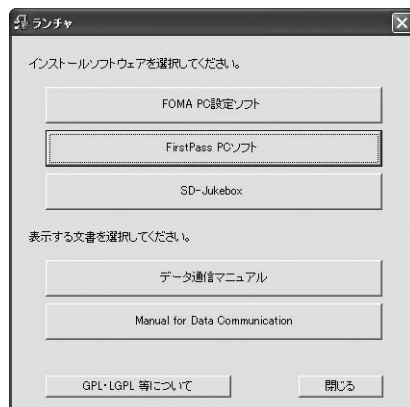 ランチャ
インストールソフトウェアを選択してください。
FOMA PC設定ソフト
FirstPass PCソフト
SD-Jukebox
表示する文書を選択してください。
データ通信マニュアル
Manual for Data Communication
GPL・LGPL 等について
閉じる